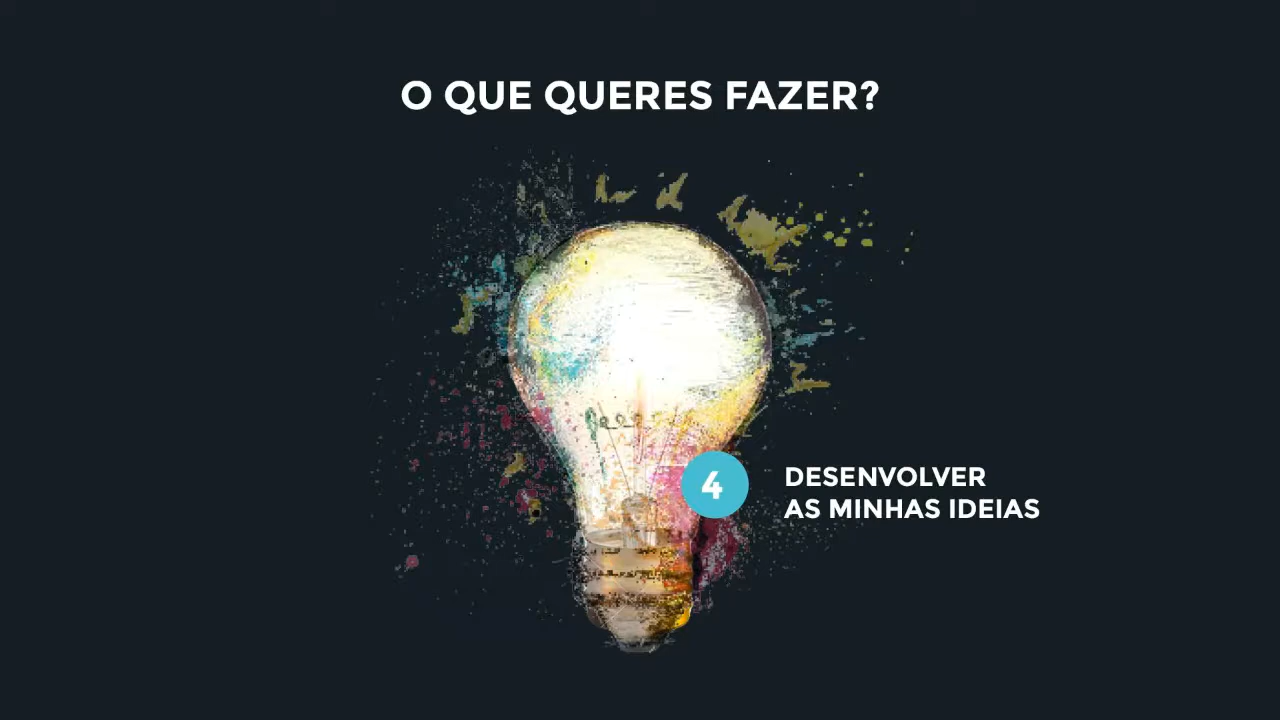 O QUE QUERES FAZER?
4
DESENVOLVER
AS MINHAS IDEIAS